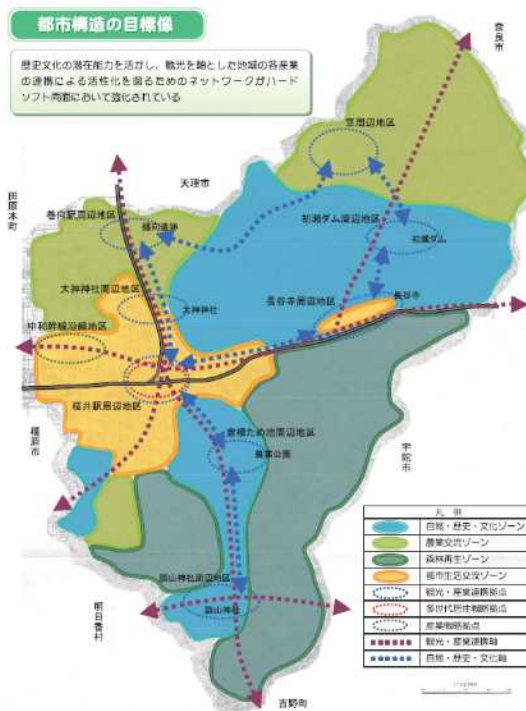 都市構造の目標像
歴史文化の潜在能力を活かし、観光を軸とした地域の各産業
の連携による活性化を図るためのネットワークがハード
ソフト両面において強化されている
奈良市
笠周辺地区
天理市
田原本町
巻向駅周辺地区
纒向遺跡
初瀬ダム周辺地区
初瀬ダム
大神神社周辺地区
大神神社
長谷寺周辺地区
長谷寺
中和幹線沿線地区
桜井駅周辺地区
橿原市
倉橋ため池周辺地区
農業公園
宇陀市
談山神社周辺地区
談山神社
明日香村
吉野町
凡例
自然・歴史・文化ゾーン
農業交流ゾーン
森林再生ゾーン
都市生活交流ゾーン
観光・産業連携拠点
多世代居住戦略拠点
産業戦略拠点
観光・産業連携軸
自然・歴史・文化軸